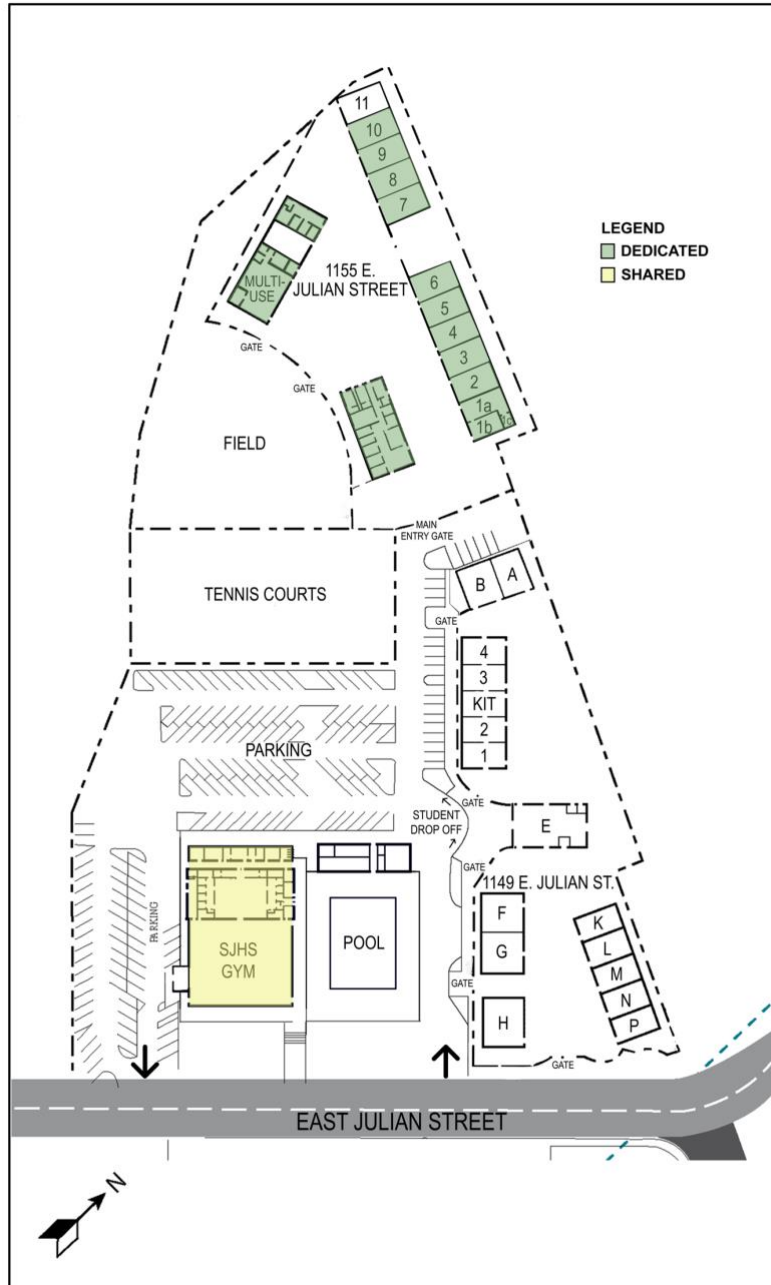 11
10
9
8
7
LEGEND
DEDICATED
SHARED
1155 E.
JULIAN STREET
MULTI-
USE
6
5
4
3
2
1a
1b
1c
GATE
GATE
FIELD
MAIN
ENTRY GATE
B
A
TENNIS COURTS
GATE
4
3
KIT
2
1
PARKING
GATE
STUDENT
DROP OFF
E
GATE
1149 E. JULIAN ST.
PARKING
SJHS
GYM
POOL
F
G
GATE
H
K
L
M
N
P
GATE
EAST JULIAN STREET
N